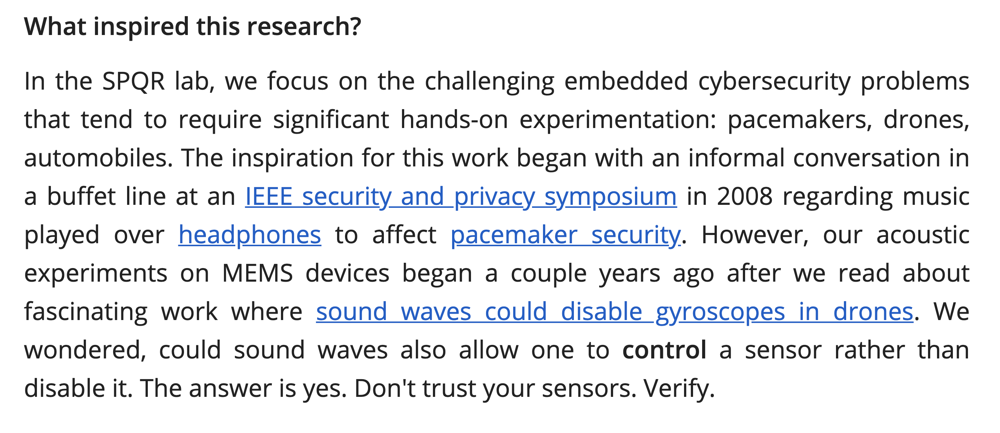 What inspired this research?
In the SPQR lab, we focus on the challenging embedded cybersecurity problems
that tend to require significant hands-on experimentation: pacemakers, drones,
automobiles. The inspiration for this work began with an informal conversation in
a buffet line at an IEEE security and privacy symposium in 2008 regarding music
played over headphones to affect pacemaker security. However, our acoustic
experiments on MEMS devices began a couple years ago after we read about
fascinating work where sound waves could disable gyroscopes in drones. We
wondered, could sound waves also allow one to control a sensor rather than
disable it. The answer is yes. Don't trust your sensors. Verify.